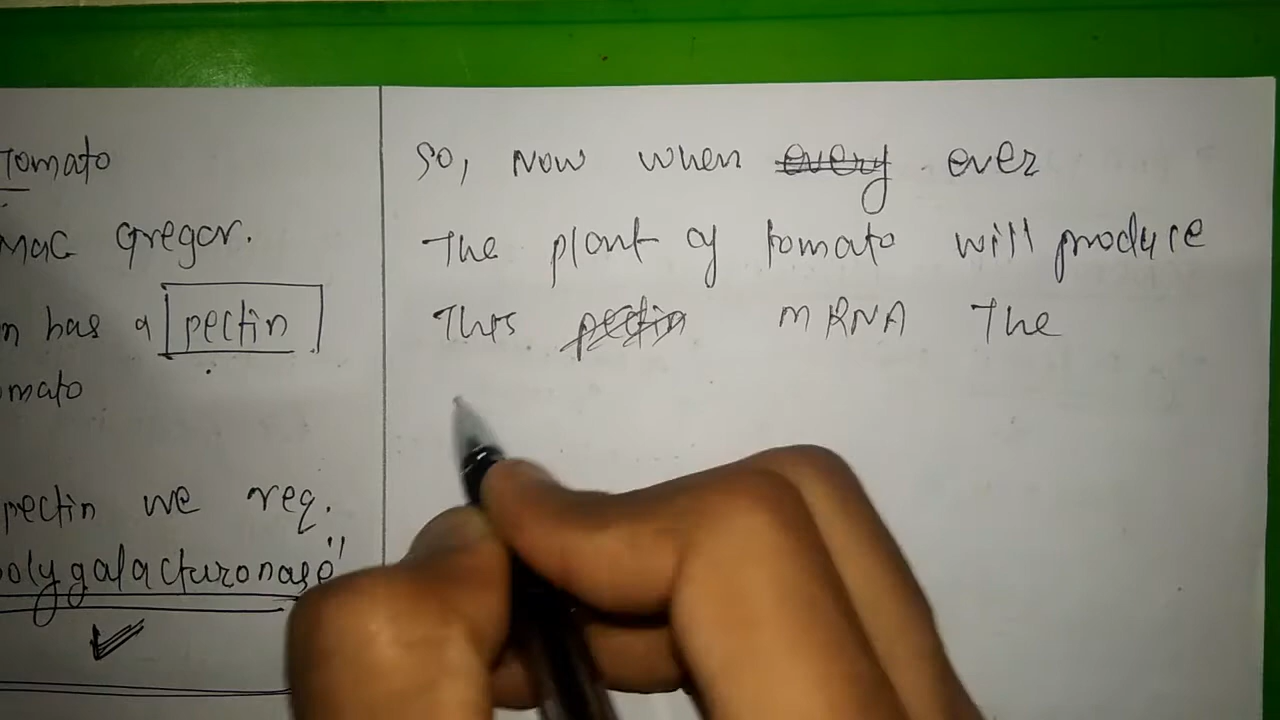 Tomato
Mac Gregor.
n has a pectin
mato
pectin we req.
olygalacturonase"
So, Now when every ever
The plant of tomato will produce
This pectin mRNA The